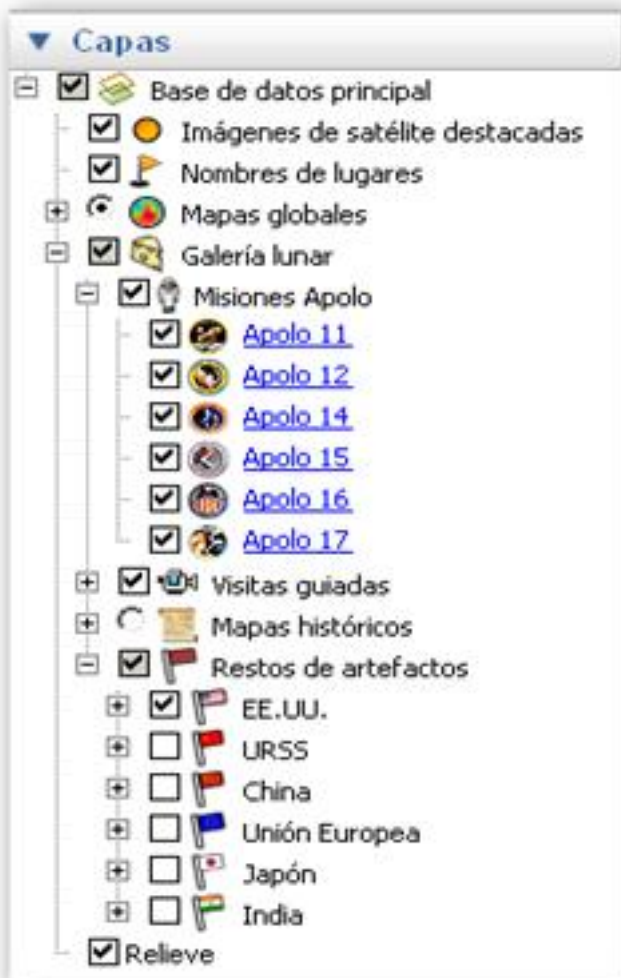 Capas
Base de datos principal
Imágenes de satélite destacadas
Nombres de lugares
Mapas globales
Galería lunar
Misiones Apolo
Apolo 11
Apolo 12
Apolo 14
Apolo 15
Apolo 16
Apolo 17
Visitas guiadas
Mapas históricos
Restos de artefactos
EE.UU.
URSS
China
Unión Europea
Japón
India
Relieve